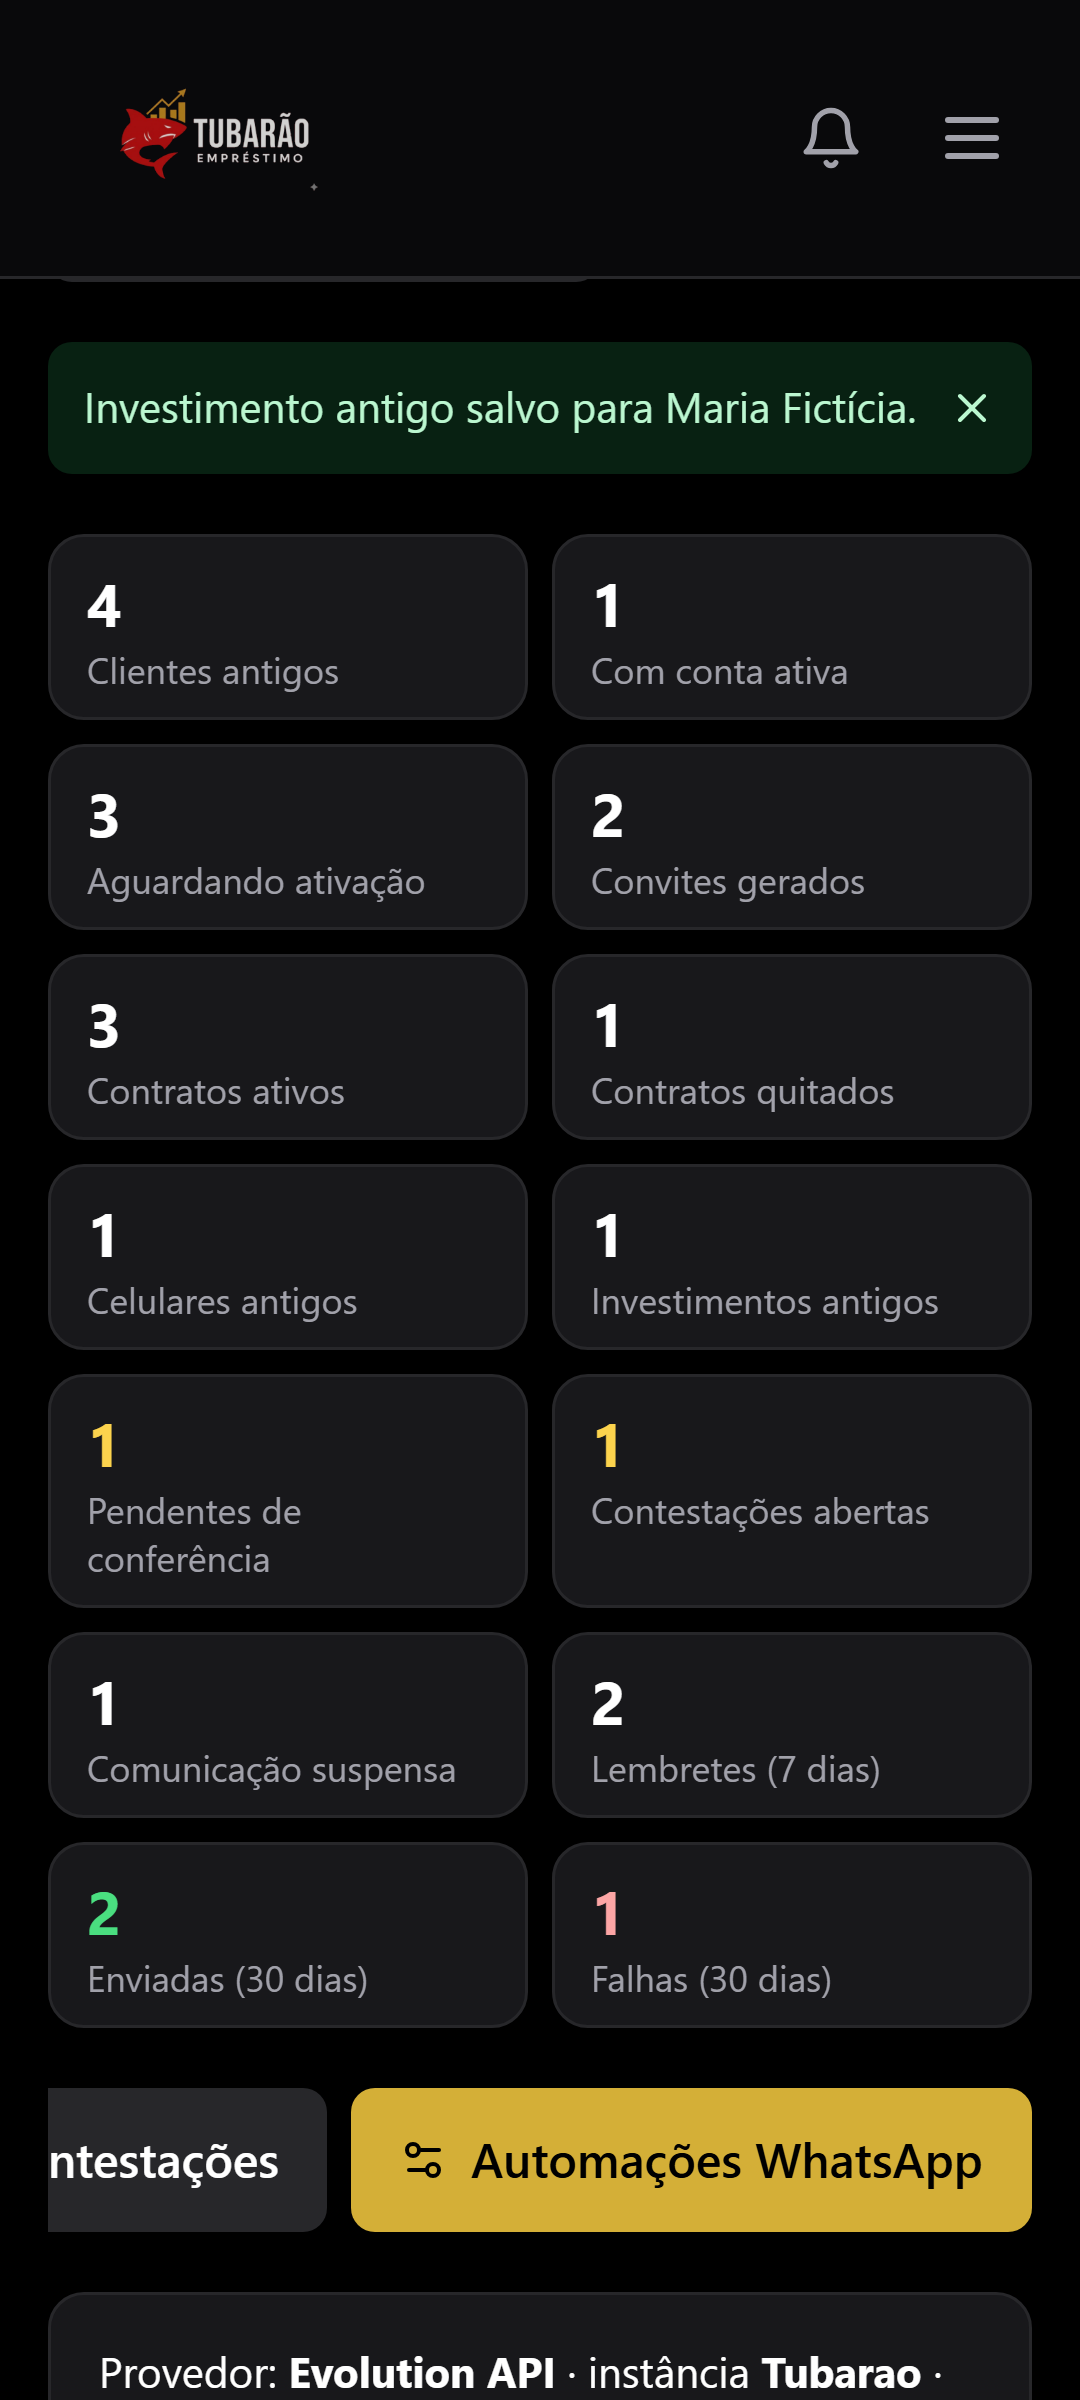 TUBARÃO
EMPRÉSTIMO
Investimento antigo salvo para Maria Fictícia.
4
Clientes antigos
1
Com conta ativa
3
Aguardando ativação
2
Convites gerados
3
Contratos ativos
1
Contratos quitados
1
Celulares antigos
1
Investimentos antigos
1
Pendentes de
conferência
1
Contestações abertas
1
Comunicação suspensa
2
Lembretes (7 dias)
2
Enviadas (30 dias)
1
Falhas (30 dias)
ntestações
Automações WhatsApp
Provedor: Evolution API · instância Tubarao ·